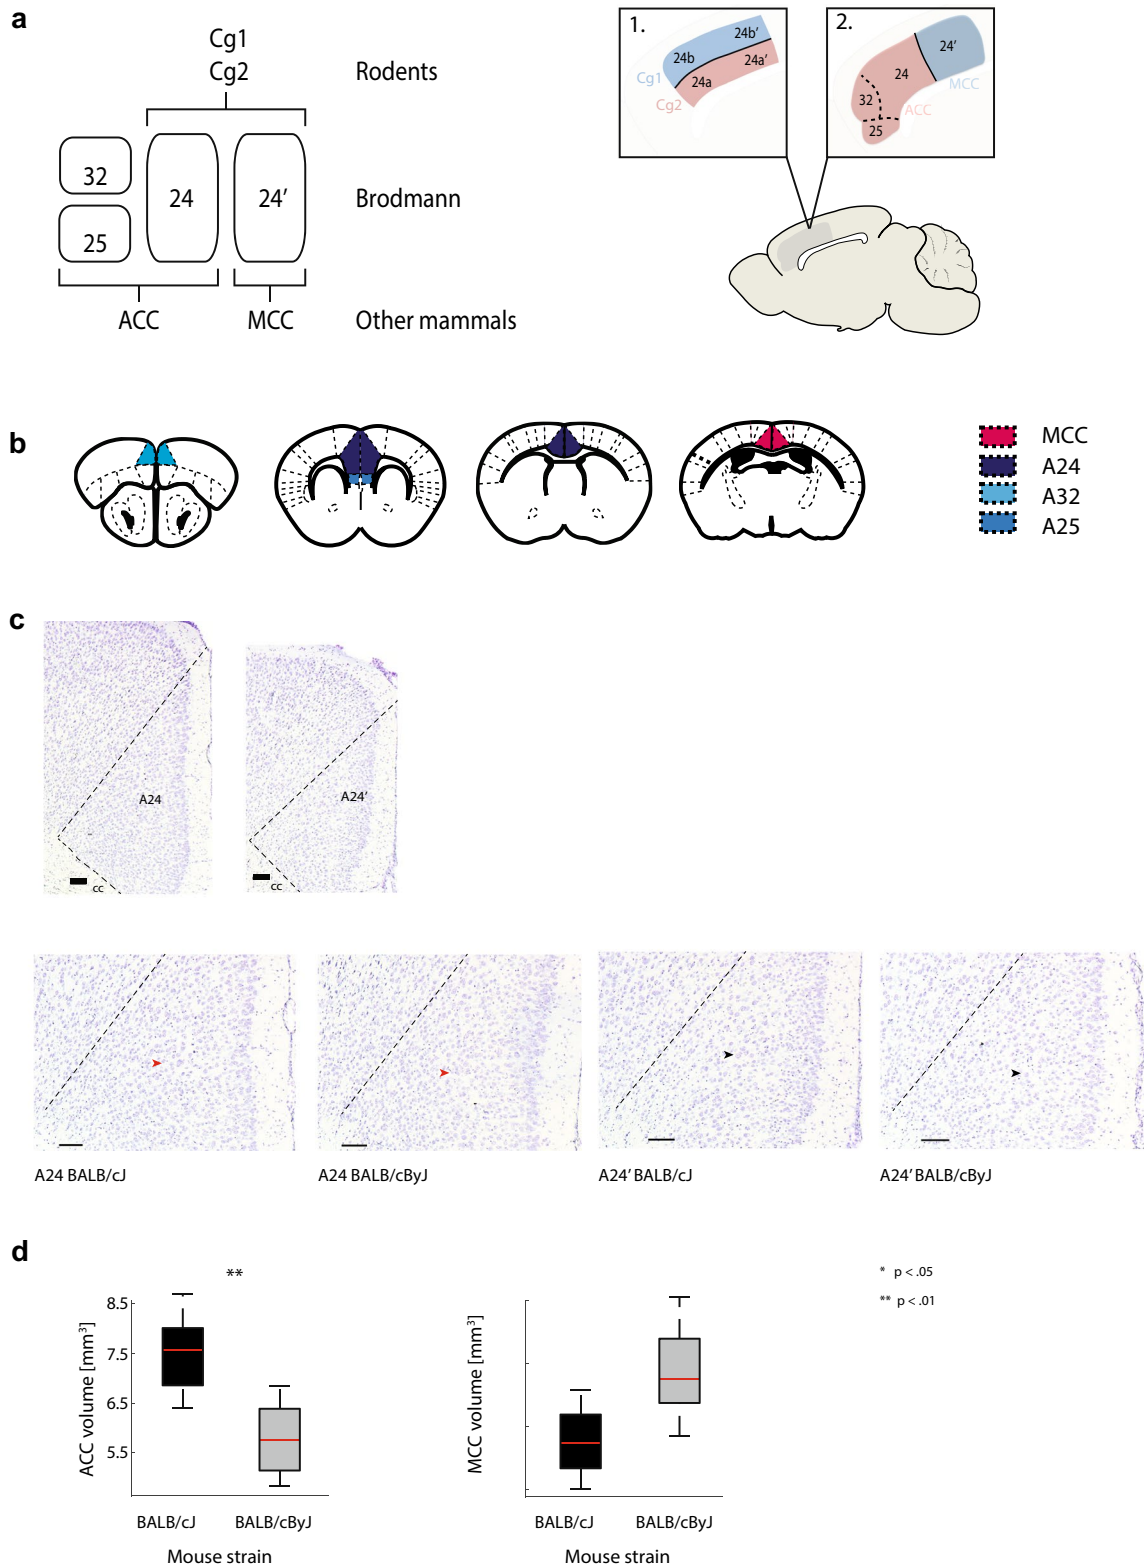 a
Cg1
Cg2
Rodents
32
25
24
24′
Brodmann
ACC
MCC
Other mammals
1.
24b
24b′
24a
24a′
Cg1
Cg2
2.
24′
24
32
25
MCC
ACC
b
MCC
A24
A32
A25
c
A24
cc
A24′
cc
A24 BALB/cJ
A24 BALB/cByJ
A24′ BALB/cJ
A24′ BALB/cByJ
d
**
ACC volume [mm³]
8.5
7.5
6.5
5.5
BALB/cJ
BALB/cByJ
Mouse strain
MCC volume [mm³]
BALB/cJ
BALB/cByJ
Mouse strain
* p < .05
** p < .01